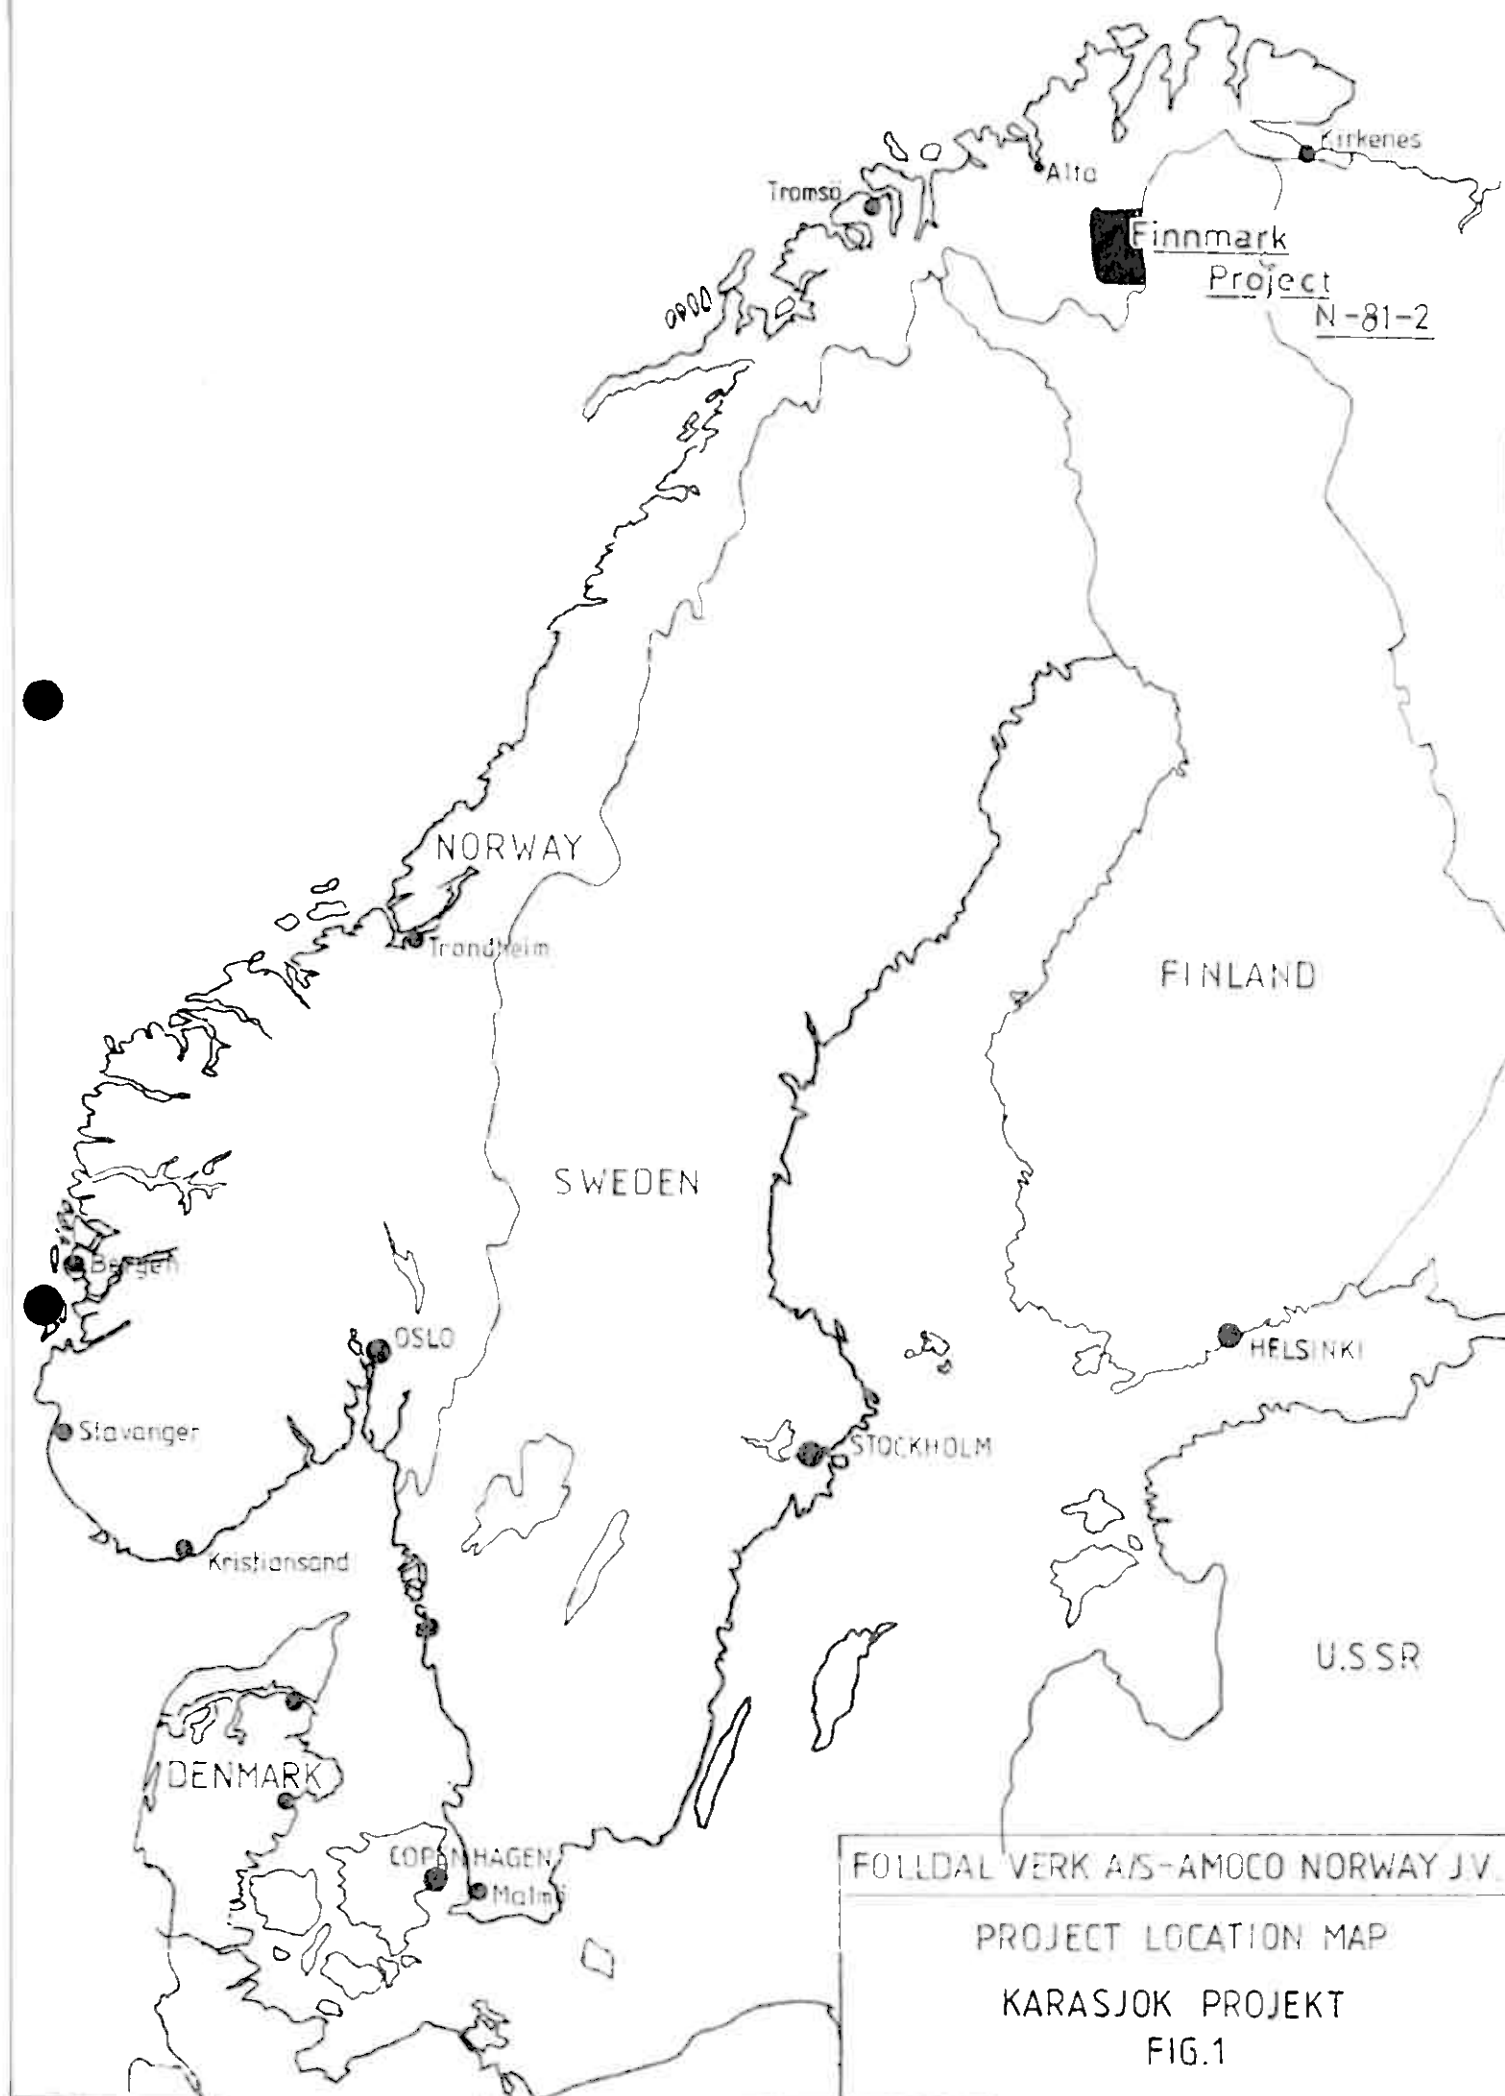 Kirkenes
Alta
Tromsö
Finnmark
Project
N-81-2
NORWAY
Trondheim
FINLAND
SWEDEN
Bergen
OSLO
HELSINKI
Stavanger
STOCKHOLM
Kristiansand
U.S.S.R
DENMARK
COPENHAGEN
Malmö
FOLLDAL VERK A/S-AMOCO NORWAY J.V.
PROJECT LOCATION MAP
KARASJOK PROJEKT
FIG.1